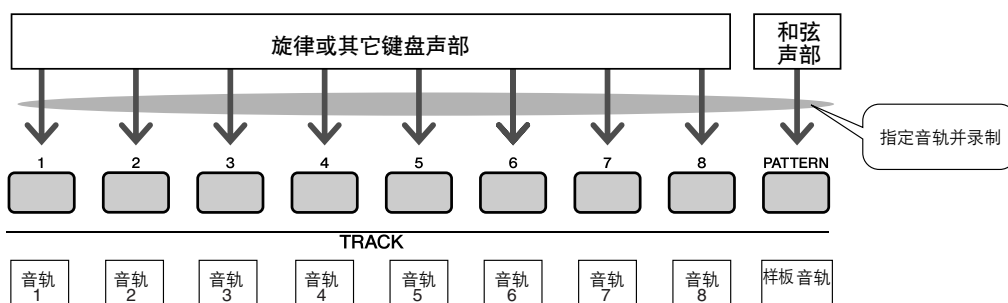 旋律或其它键盘声部
和弦
声部
指定音轨并录制
1 2 3 4 5 6 7 8 PATTERN
TRACK
音轨 音轨 音轨 音轨 音轨 音轨 音轨 音轨 样板 音轨
1 2 3 4 5 6 7 8